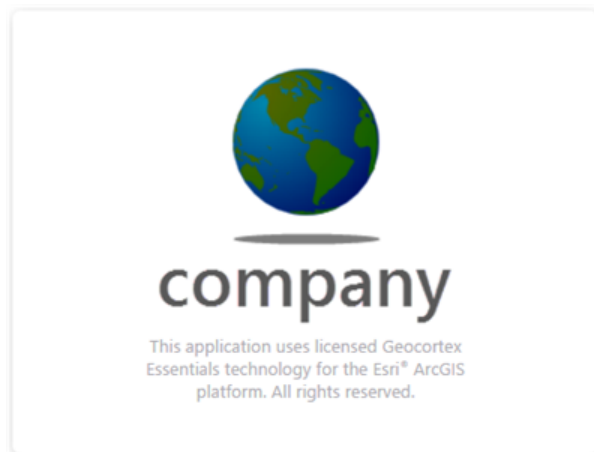 company
This application uses licensed Geocortex
Essentials technology for the Esri® ArcGIS
platform. All rights reserved.